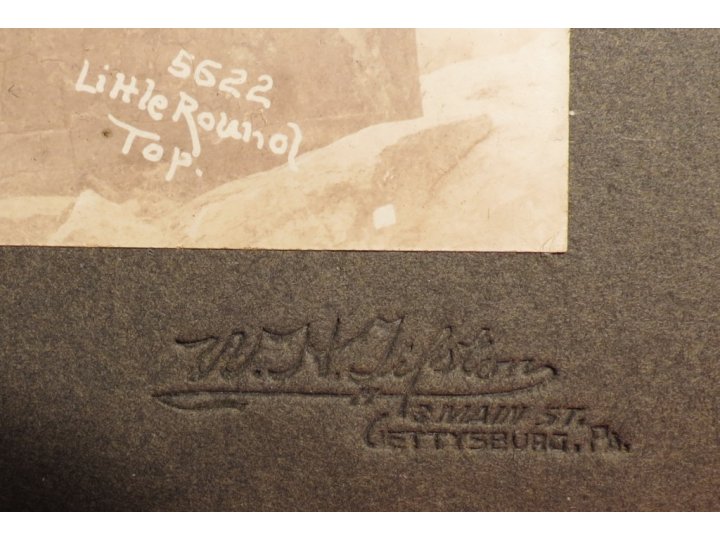 5622
Little Round
Top.
W.H. Tipton
Main St.
Gettysburg, Pa.